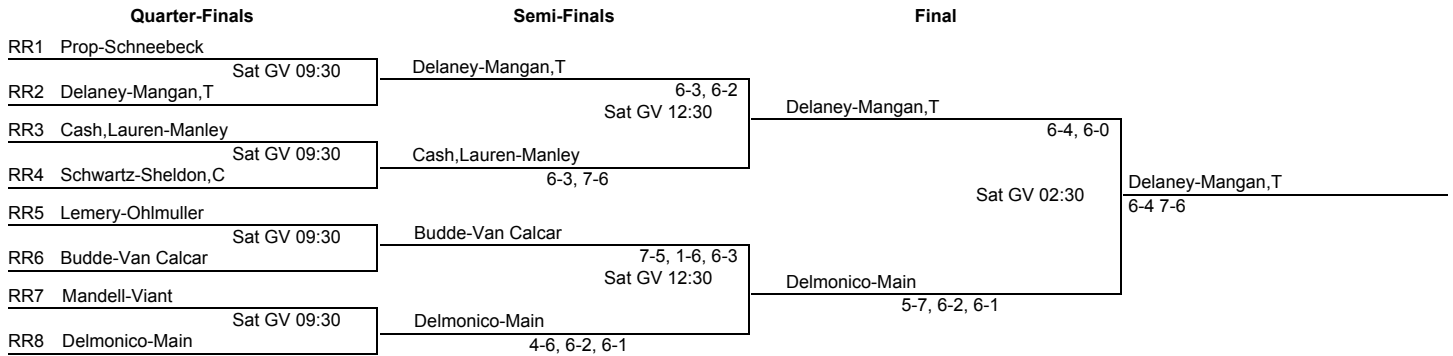 Quarter-Finals Semi-Finals Final
RR1 Prop-Schneebeck
Sat GV 09:30
RR2 Delaney-Mangan,T
RR3 Cash,Lauren-Manley
Sat GV 09:30
RR4 Schwartz-Sheldon,C
RR5 Lemery-Ohlmuller
Sat GV 09:30
RR6 Budde-Van Calcar
RR7 Mandell-Viant
Sat GV 09:30
RR8 Delmonico-Main
Delaney-Mangan,T
6-3, 6-2
Sat GV 12:30
Cash,Lauren-Manley
6-3, 7-6
Budde-Van Calcar
7-5, 1-6, 6-3
Sat GV 12:30
Delmonico-Main
4-6, 6-2, 6-1
Delaney-Mangan,T
6-4, 6-0
Sat GV 02:30
Delmonico-Main
5-7, 6-2, 6-1
Delaney-Mangan,T
6-4 7-6